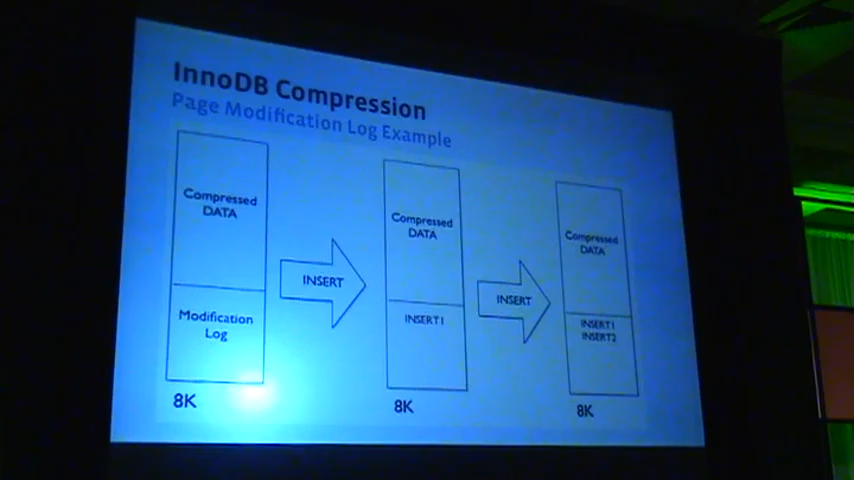 InnoDB Compression
Page Modification Log Example
Compressed
DATA
Modification
Log
8K
INSERT
Compressed
DATA
INSERT1
8K
INSERT
Compressed
DATA
INSERT1
INSERT2
8K